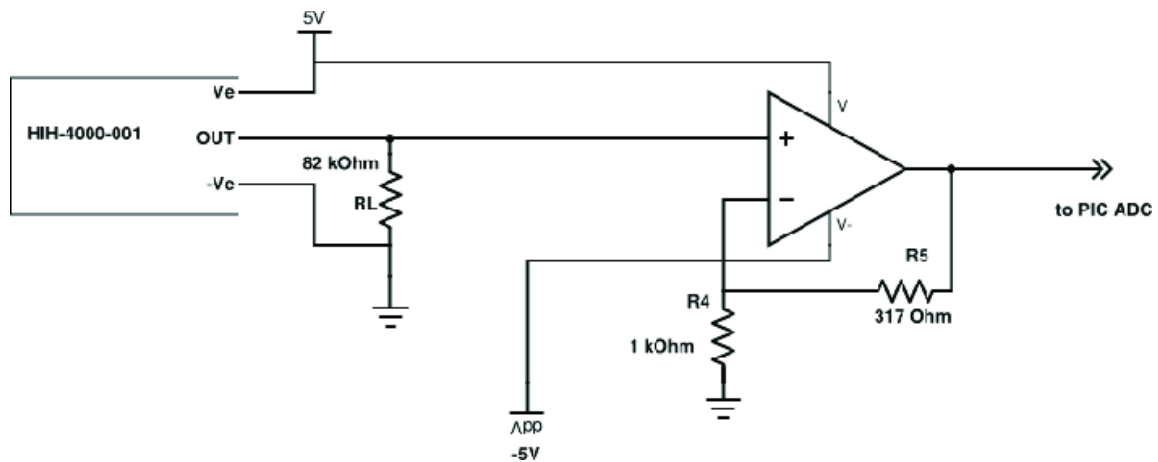 5V
Ve
HIH-4000-001
OUT
-Vc
82 kOhm
RL
+
−
V
V-
to PIC ADC
R5
317 Ohm
R4
1 kOhm
Vdd
-5V